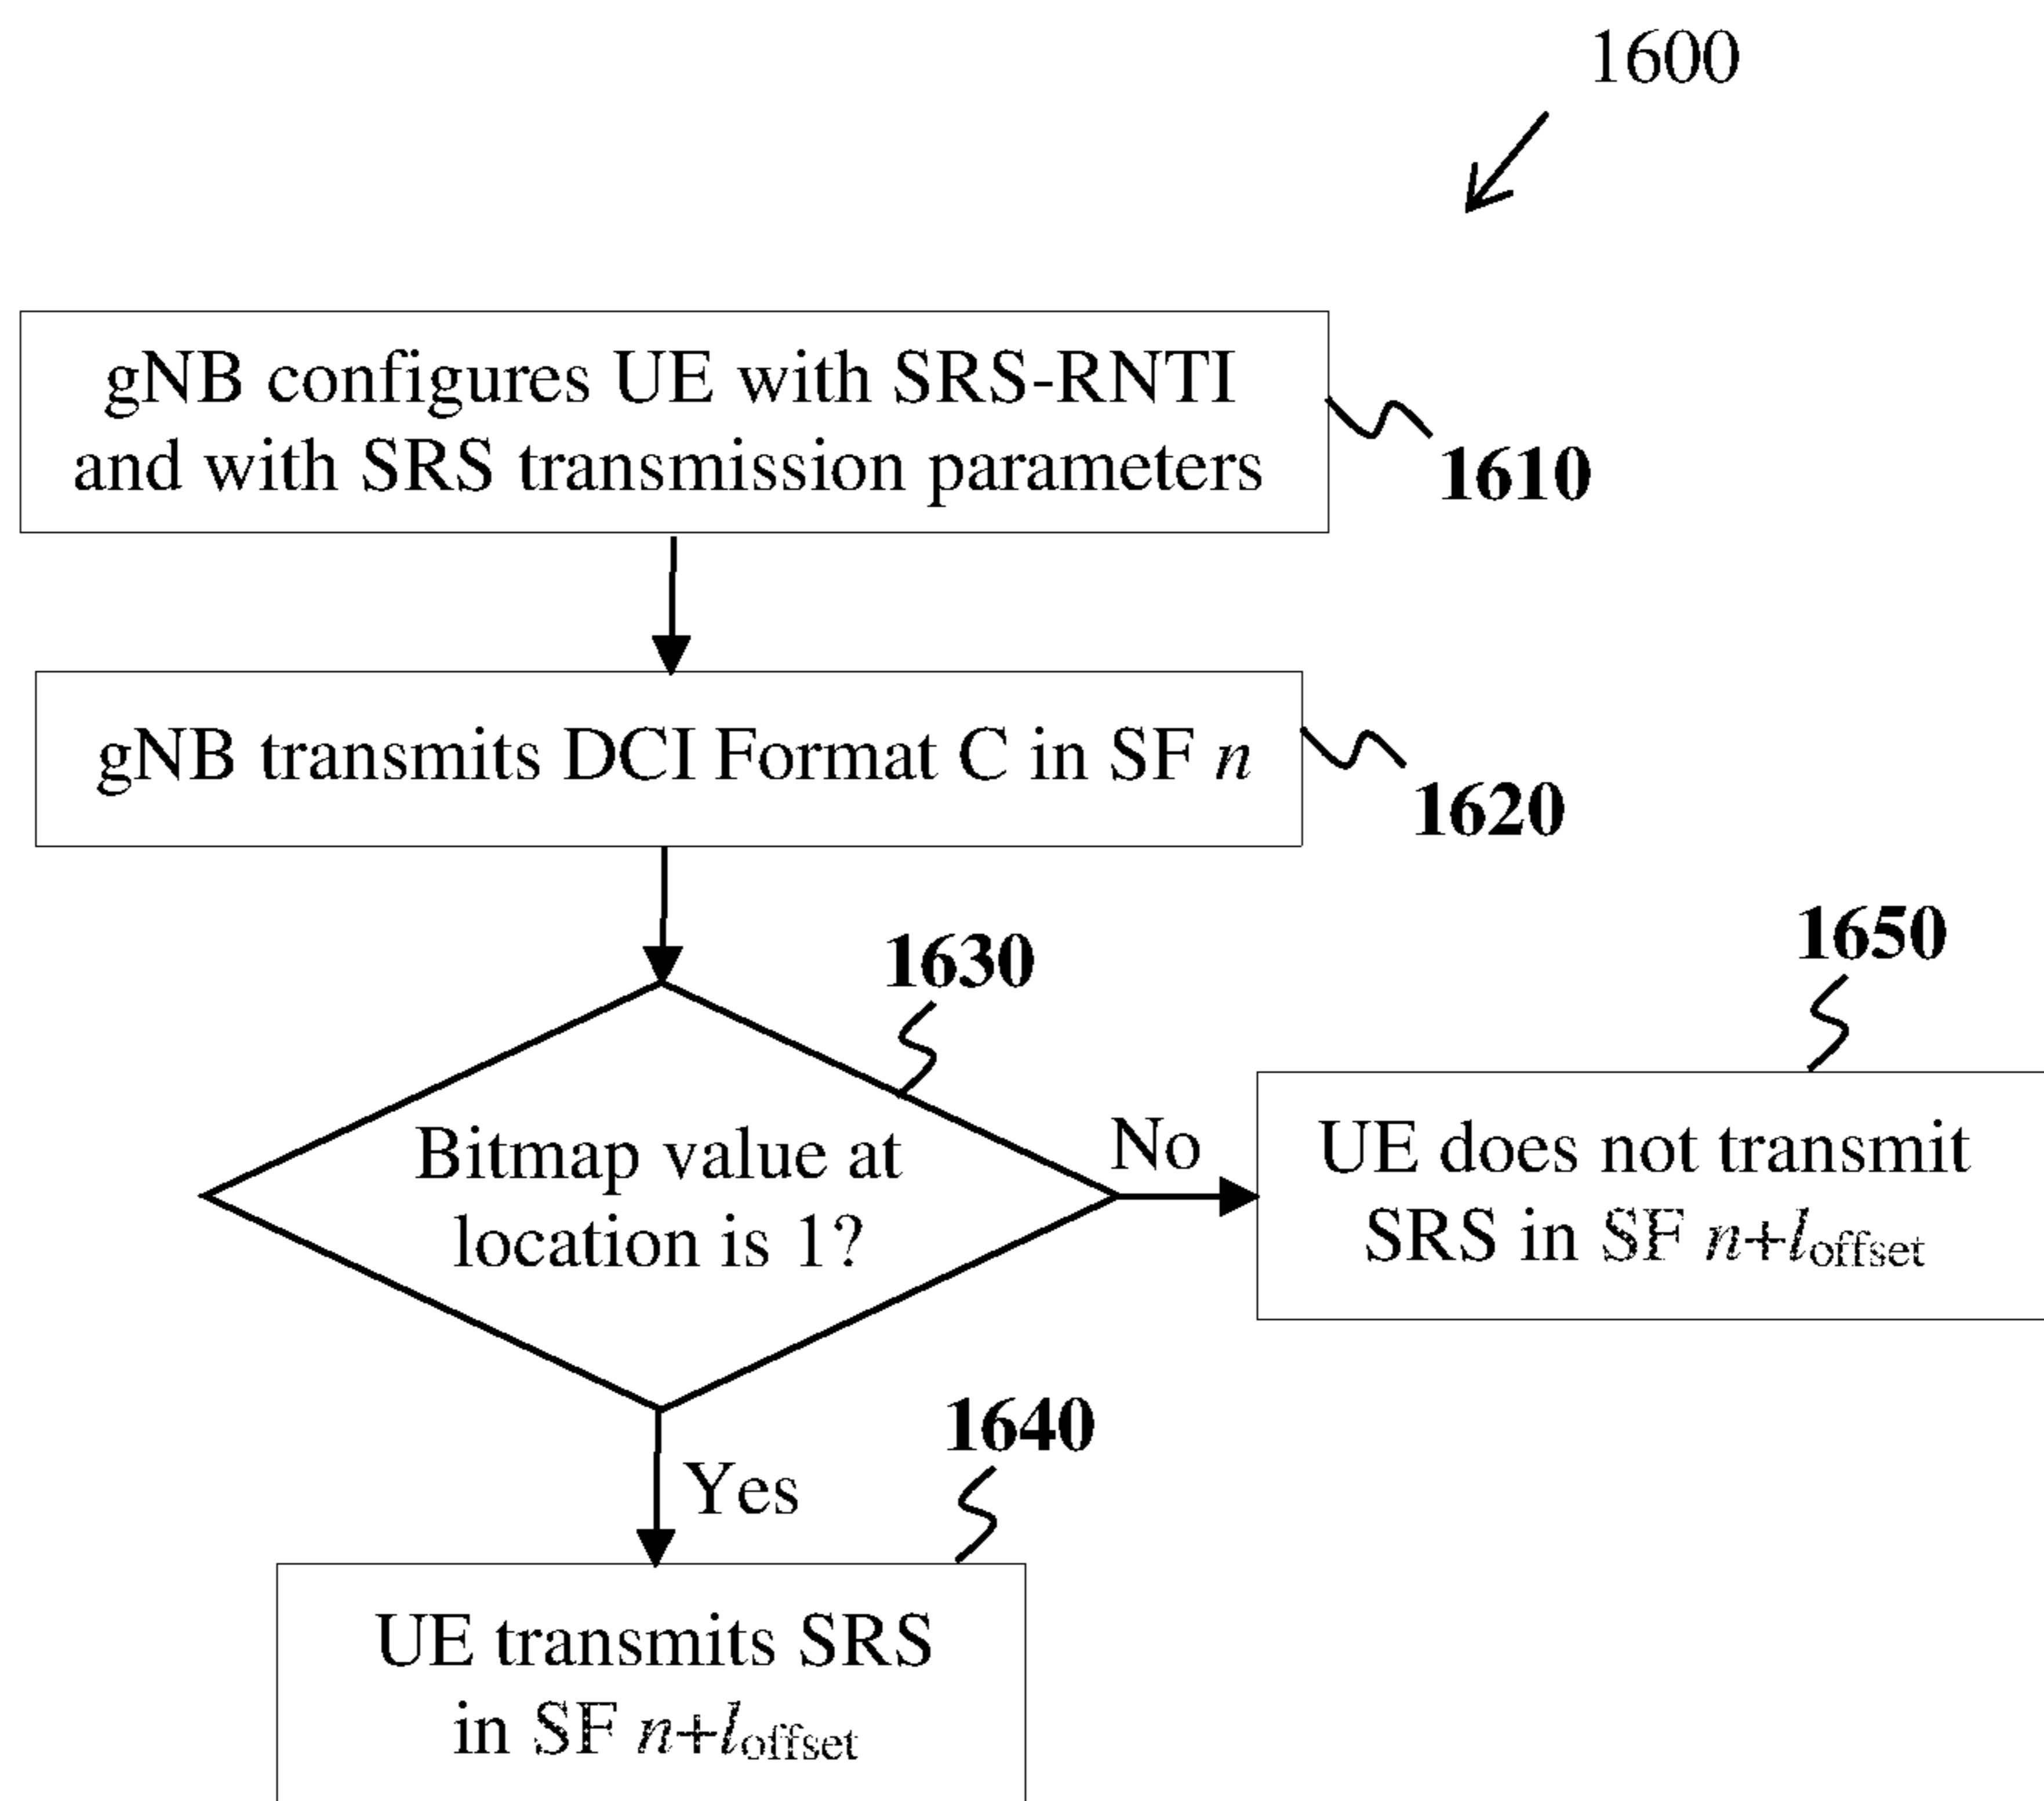 1600
gNB configures UE with SRS-RNTI
and with SRS transmission parameters
1610
gNB transmits DCI Format C in SF n
1620
1630
Bitmap value at
location is 1?
No
1650
UE does not transmit
SRS in SF n+loffset
Yes
1640
UE transmits SRS
in SF n+loffset